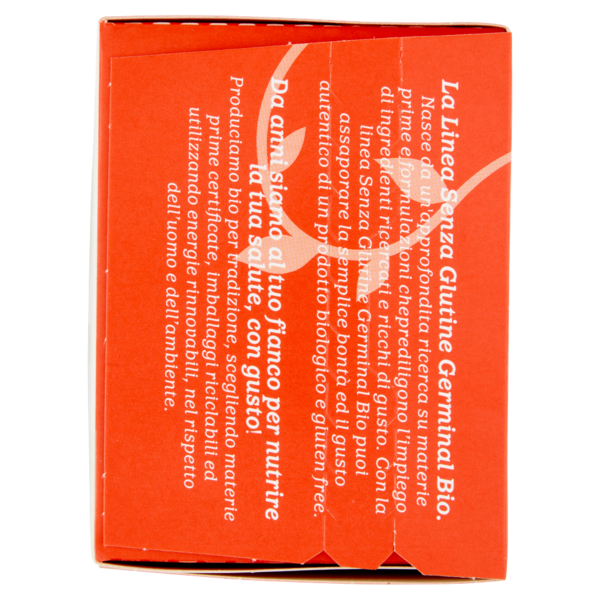 La Linea Senza Glutine Germinal Bio.
Nasce da un'approfondita ricerca su materie
prime e formulazioni chepredilgono l'impiego
di ingredienti ricercati e ricchi di gusto. Con la
linea Senza Glutine Germinal Bio puoi
assaporare la semplice bontà ed il gusto
autentico di un prodotto biologico e gluten free.
Da anni siamo al tuo fianco per nutrire
la tua salute, con gusto!
Produciamo bio per tradizione, scegliendo materie
prime certificate, imballaggi riciclabili ed
utilizzando energie rinnovabili, nel rispetto
dell'uomo e dell'ambiente.